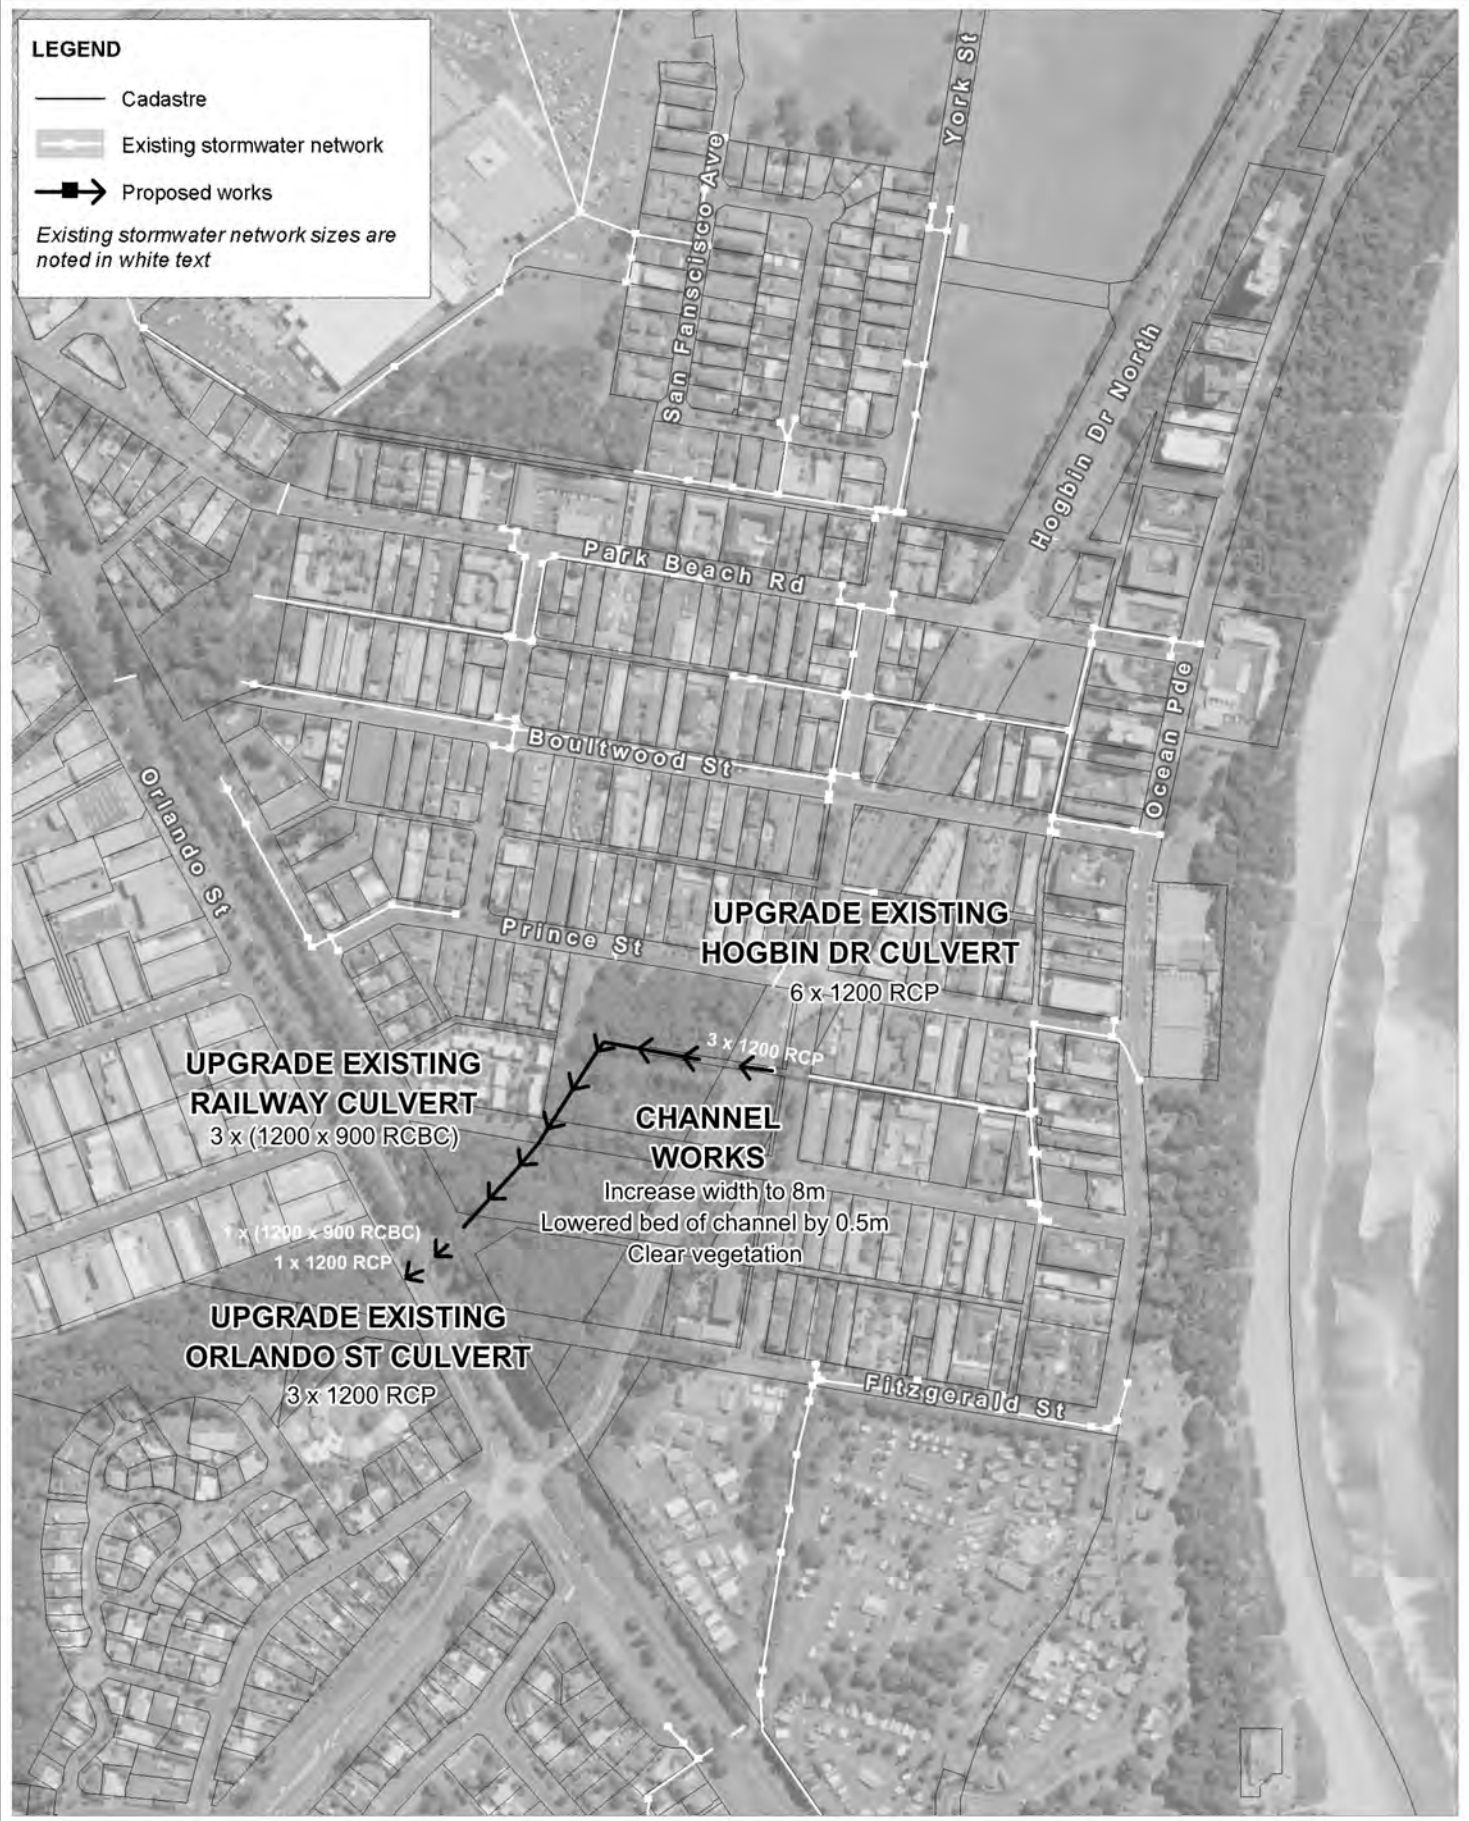 LEGEND
Cadastre
Existing stormwater network
Proposed works
Existing stormwater network sizes are
noted in white text
York St
San Fanscisco Ave
Hogbin Dr North
Park Beach Rd
Ocean Pde
Boultwood St
Orlando St
Prince St
UPGRADE EXISTING
HOGBIN DR CULVERT
6 x 1200 RCP
3 x 1200 RCP
UPGRADE EXISTING
RAILWAY CULVERT
3 x (1200 x 900 RCBC)
CHANNEL
WORKS
Increase width to 8m
Lowered bed of channel by 0.5m
Clear vegetation
1 x (1200 x 900 RCBC)
1 x 1200 RCP
UPGRADE EXISTING
ORLANDO ST CULVERT
3 x 1200 RCP
Fitzgerald St